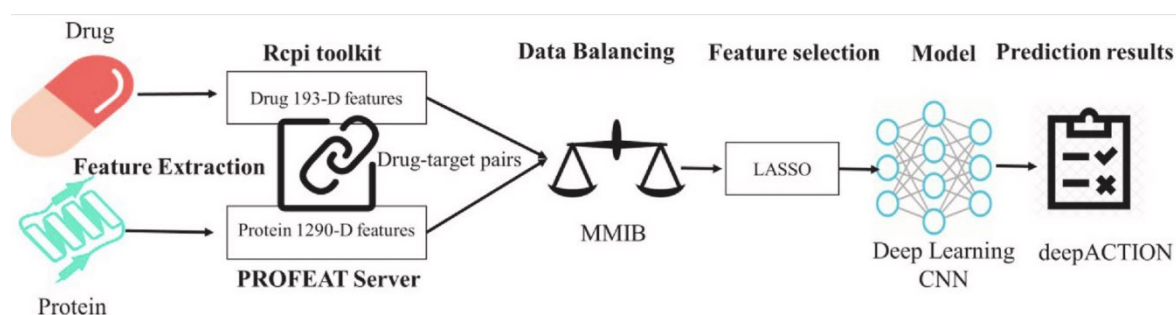 Drug
Rcpi toolkit
Data Balancing
Feature selection
Model
Prediction results
Drug 193-D features
Feature Extraction
Drug-target pairs
LASSO
Protein 1290-D features
MMIB
PROFEAT Server
Deep Learning
CNN
deepACTION
Protein